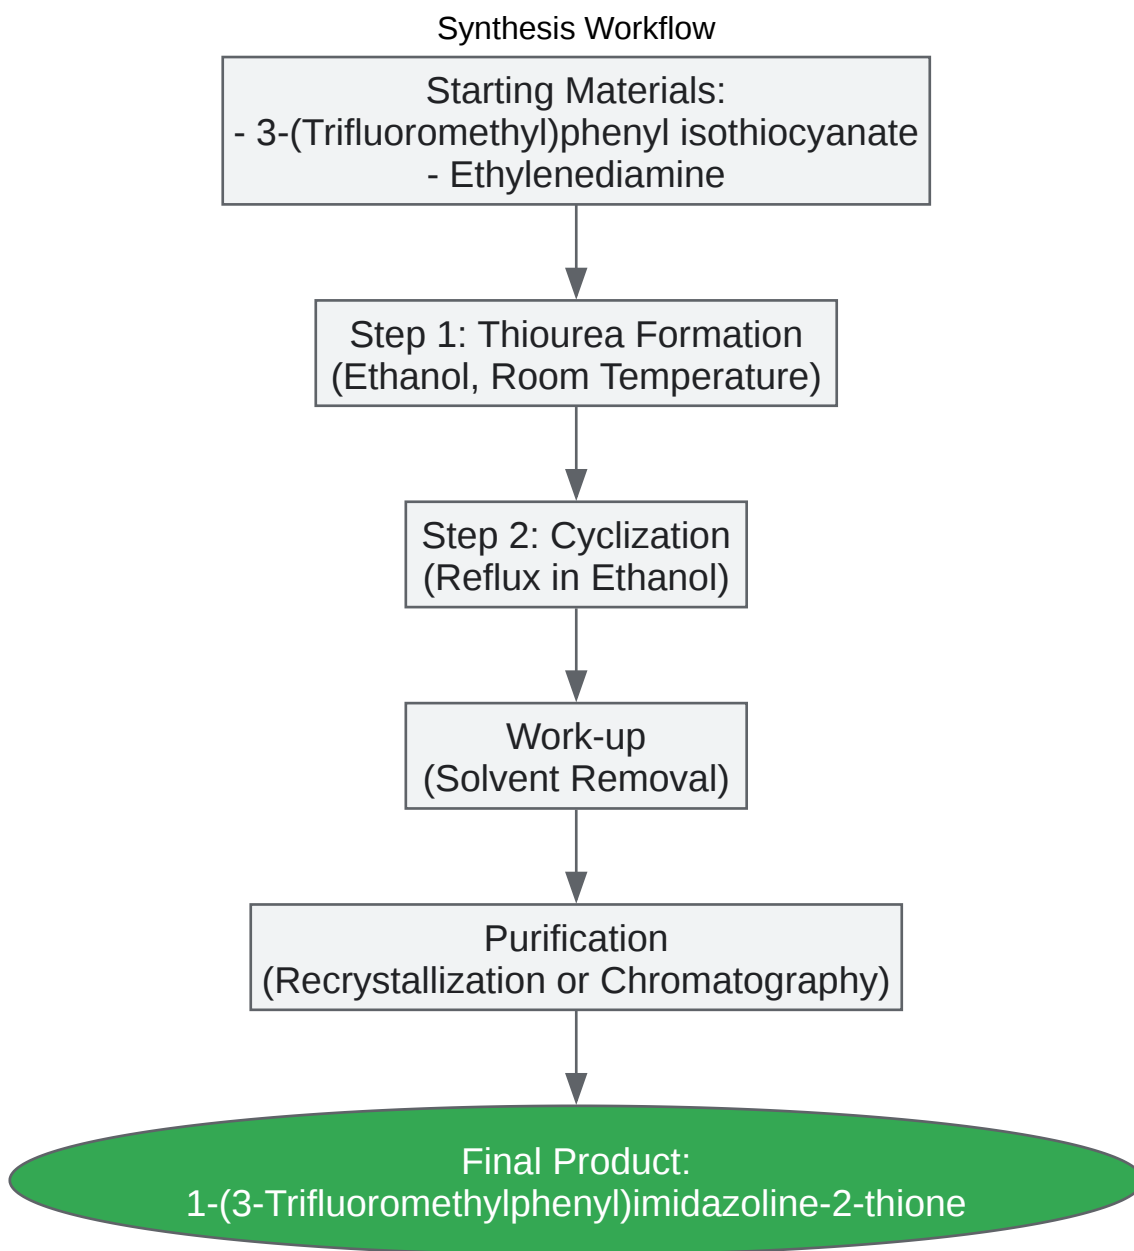 Synthesis Workflow
Starting Materials:
- 3-(Trifluoromethyl)phenyl isothiocyanate
- Ethylenediamine
Step 1: Thiourea Formation
(Ethanol, Room Temperature)
Step 2: Cyclization
(Reflux in Ethanol)
Work-up
(Solvent Removal)
Purification
(Recrystallization or Chromatography)
Final Product:
1-(3-Trifluoromethylphenyl)imidazoline-2-thione